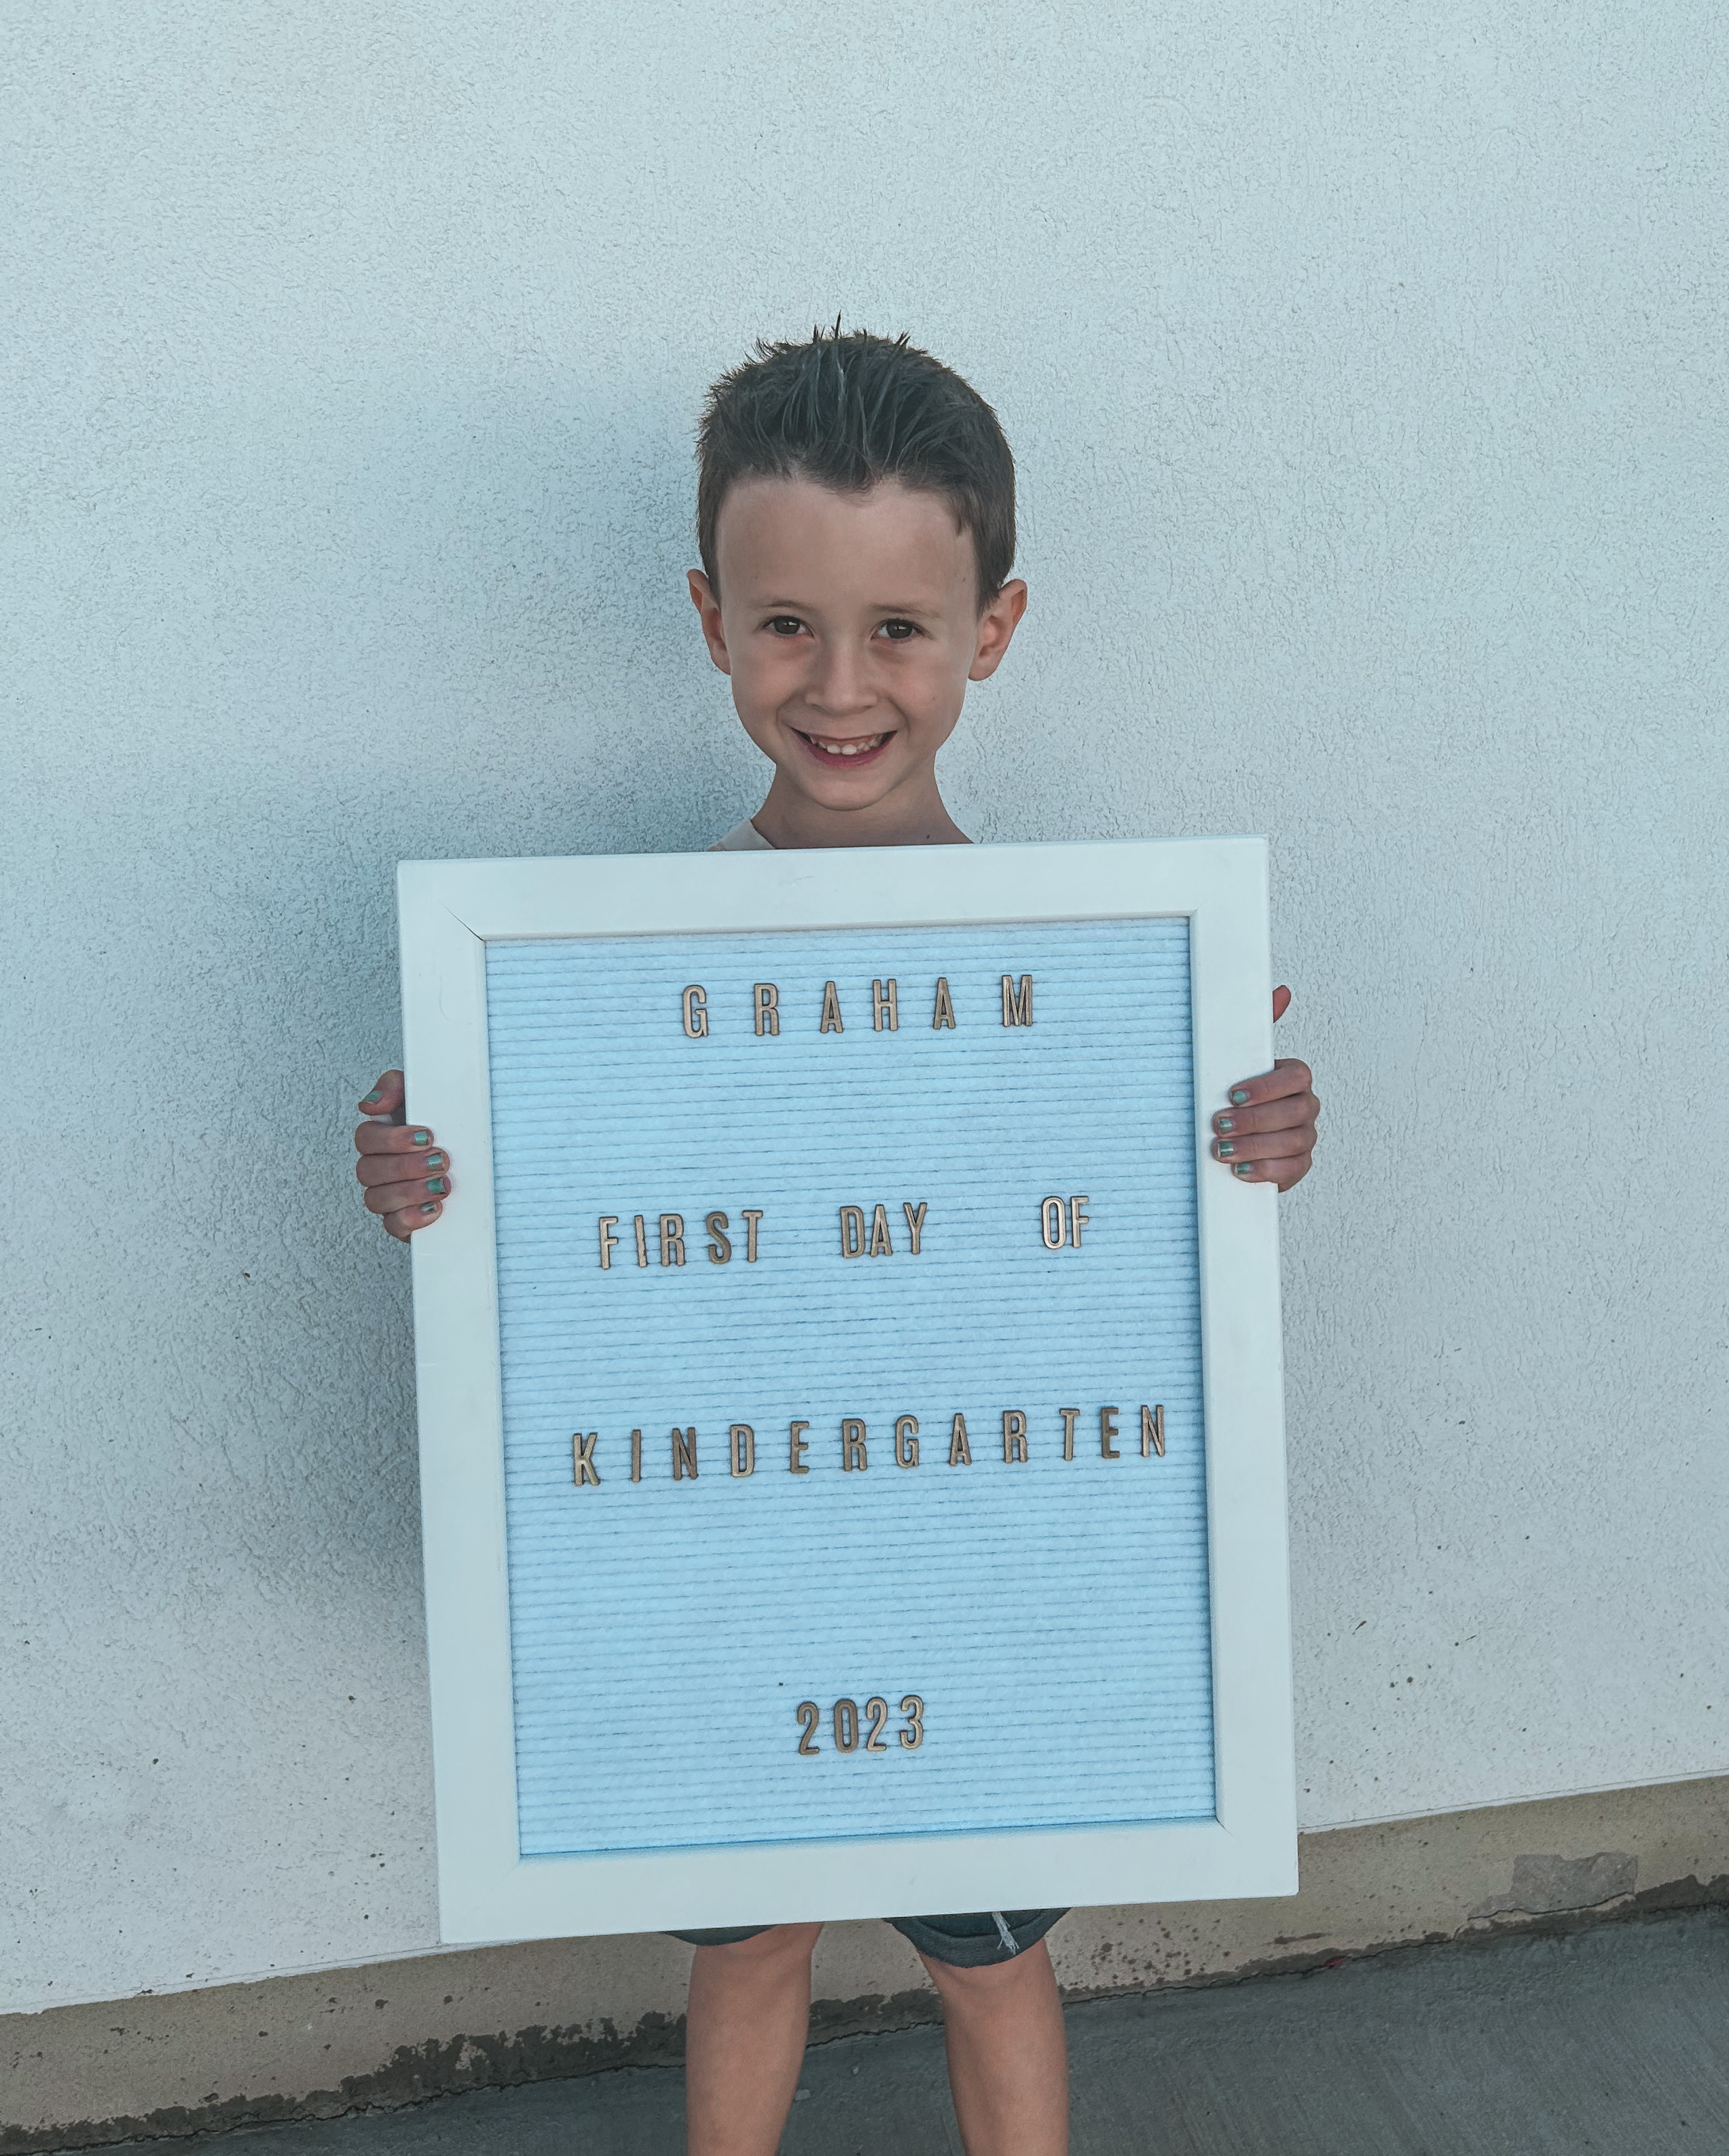 GRAHAM
FIRST DAY OF
KINDERGARTEN
2023